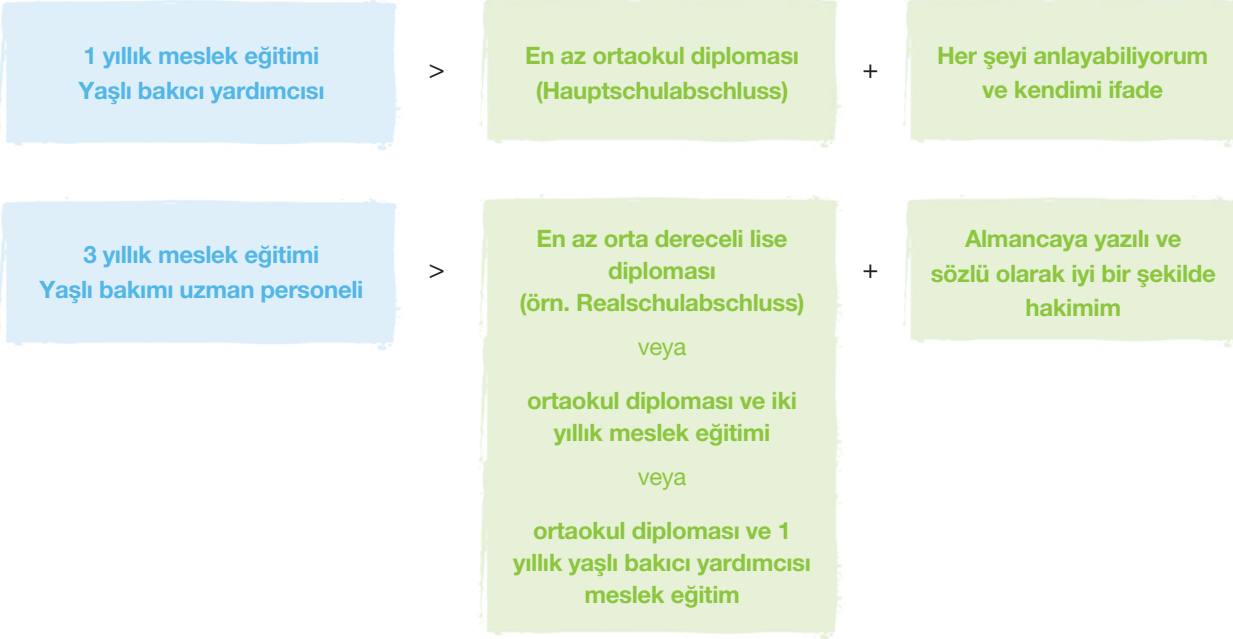 1 yıllık meslek eğitimi
Yaşlı bakıcı yardımcısı
>
En az ortaokul diploması
(Hauptschulabschluss)
+
Her şeyi anlayabiliyorum
ve kendimi ifade
3 yıllık meslek eğitimi
Yaşlı bakımı uzman personeli
>
En az orta dereceli lise
diploması
(örn. Realschulabschluss)
veya
ortaokul diploması ve iki
yıllık meslek eğitimi
veya
ortaokul diploması ve 1
yıllık yaşlı bakıcı yardımcısı
meslek eğitim
+
Almancaya yazılı ve
sözlü olarak iyi bir şekilde
hakimim